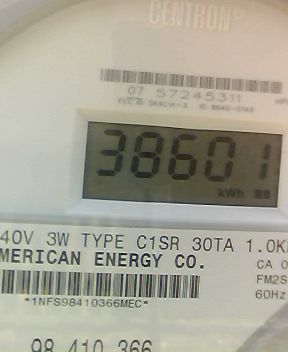 CENTRON®
07 57245311
38601
kWh
40V 3W TYPE C1SR 30TA 1.0K
MERICAN ENERGY CO.
CA 0
FM2S
60Hz
*1NFS98410366MEC*
98 410 366